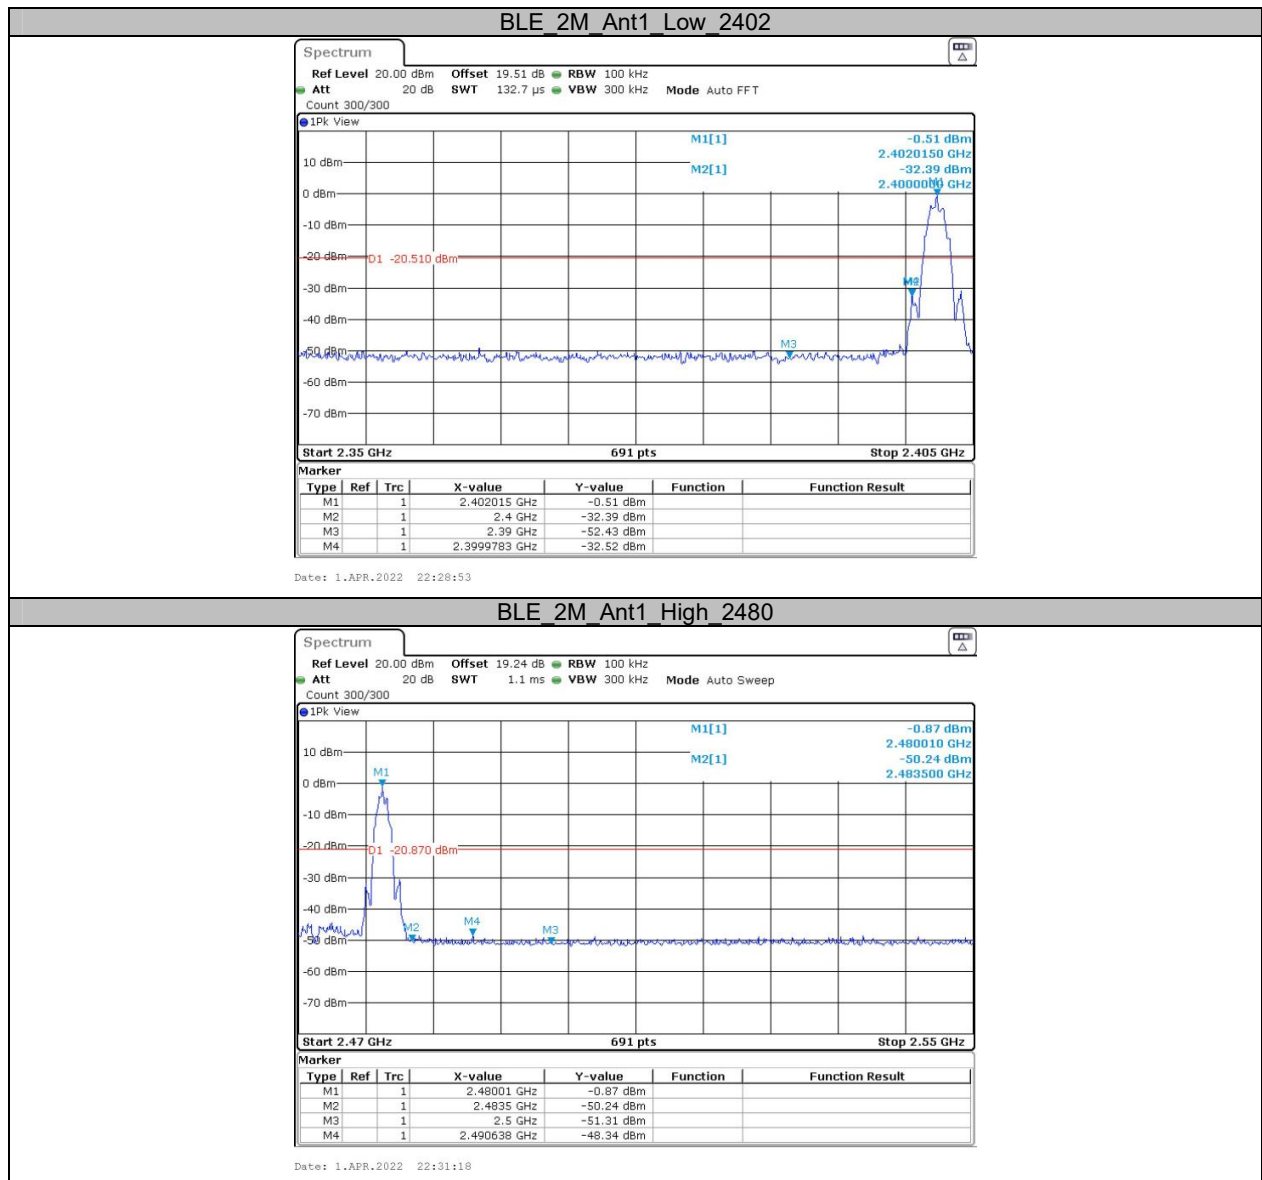 BLE_2M_Ant1_Low_2402
Spectrum
Ref Level 20.00 dBm Offset 19.51 dB RBW 100 kHz
Att 20 dB SWT 132.7 µs VBW 300 kHz Mode Auto FFT
Count 300/300
1Pk View
M1[1] -0.51 dBm
2.4020150 GHz
10 dBm
M2[1] -32.39 dBm
2.4000000 GHz
M1
0 dBm
-10 dBm
-20 dBm
D1 -20.510 dBm
-30 dBm
-40 dBm
M3
-50 dBm
-60 dBm
-70 dBm
Start 2.35 GHz 691 pts Stop 2.405 GHz
Marker
Type Ref Trc X-value Y-value Function Function Result
M1 1 2.402015 GHz -0.51 dBm
M2 1 2.4 GHz -32.39 dBm
M3 1 2.39 GHz -52.43 dBm
M4 1 2.3999783 GHz -32.52 dBm
Date: 1.APR.2022 22:28:53
BLE_2M_Ant1_High_2480
Spectrum
Ref Level 20.00 dBm Offset 19.24 dB RBW 100 kHz
Att 20 dB SWT 1.1 ms VBW 300 kHz Mode Auto Sweep
Count 300/300
1Pk View
M1[1] -0.87 dBm
2.480010 GHz
10 dBm
M2[1] -50.24 dBm
2.483500 GHz
M1
0 dBm
-10 dBm
-20 dBm
D1 -20.870 dBm
-30 dBm
-40 dBm
M2 M4 M3
-50 dBm
-60 dBm
-70 dBm
Start 2.47 GHz 691 pts Stop 2.55 GHz
Marker
Type Ref Trc X-value Y-value Function Function Result
M1 1 2.48001 GHz -0.87 dBm
M2 1 2.4835 GHz -50.24 dBm
M3 1 2.5 GHz -51.31 dBm
M4 1 2.490638 GHz -48.34 dBm
Date: 1.APR.2022 22:31:18